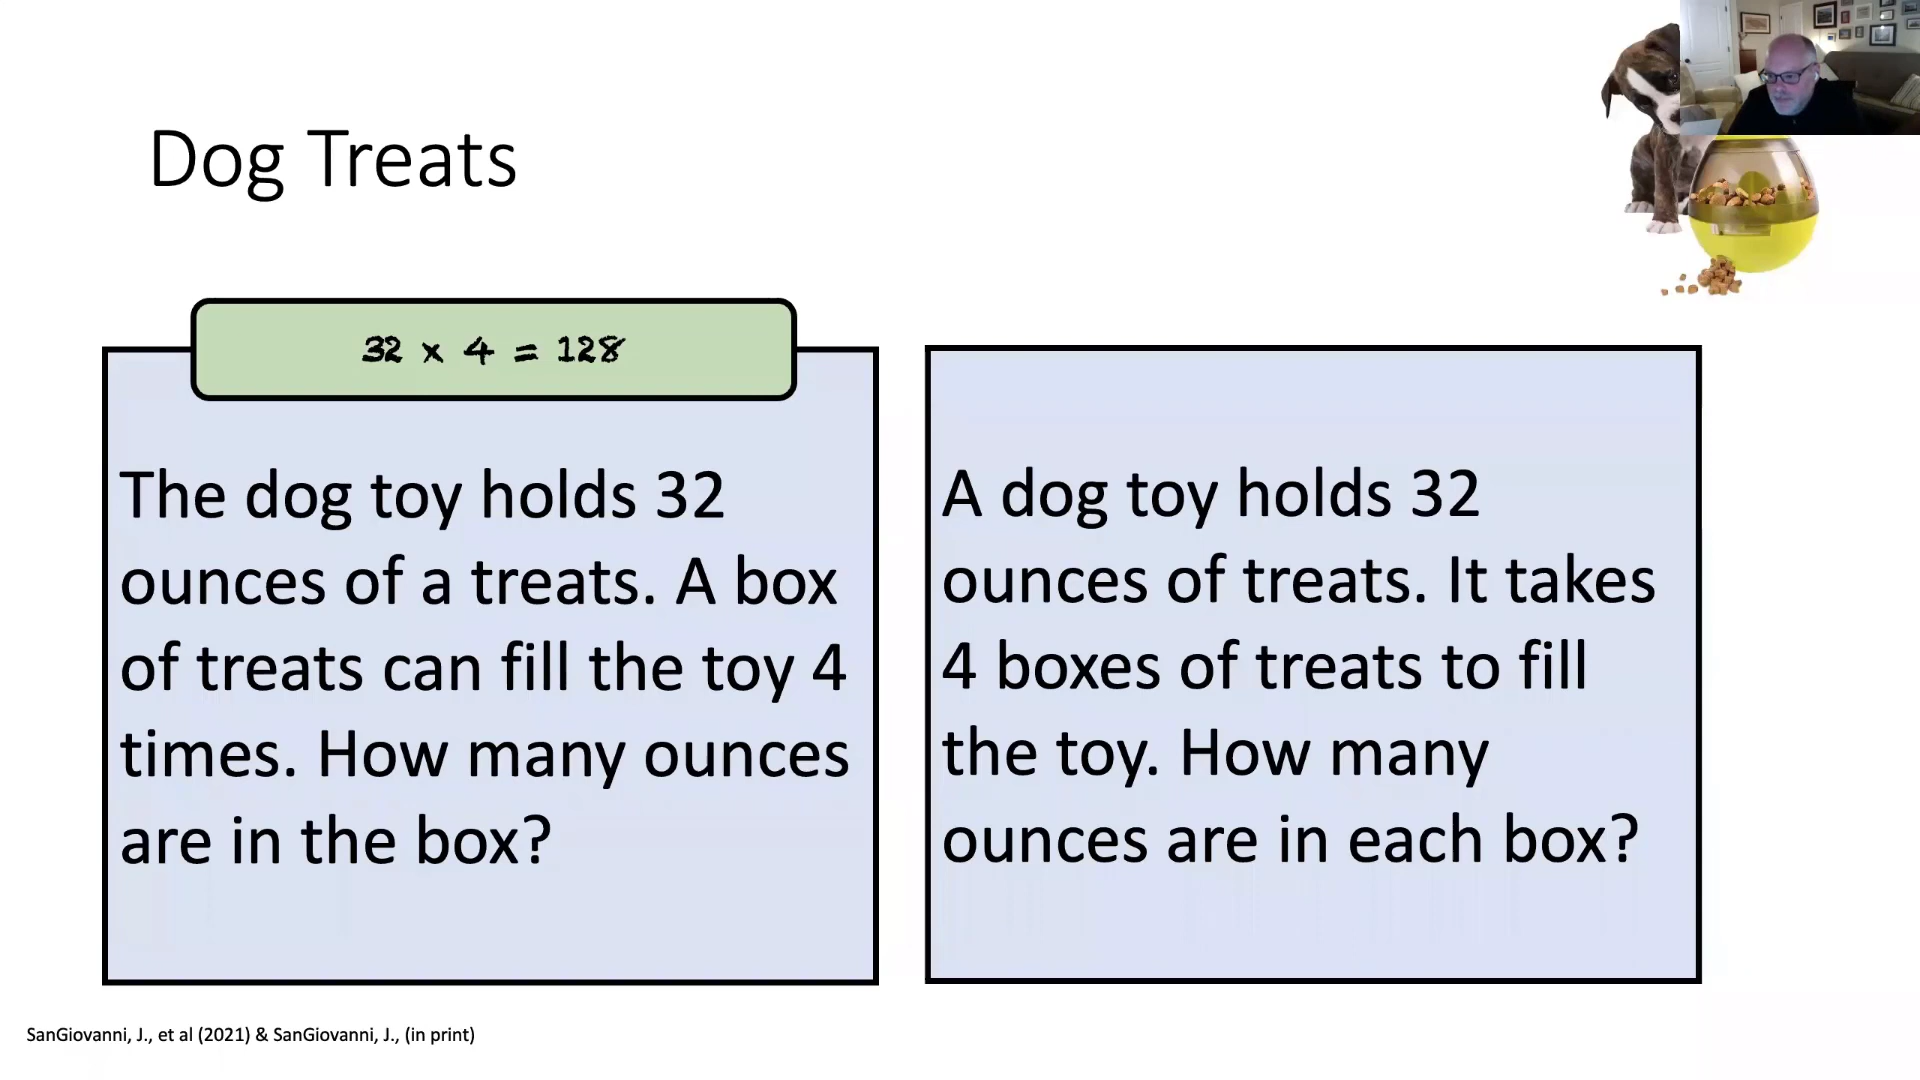 Dog Treats
32 x 4 = 128
The dog toy holds 32
ounces of a treats. A box
of treats can fill the toy 4
times. How many ounces
are in the box?
A dog toy holds 32
ounces of treats. It takes
4 boxes of treats to fill
the toy. How many
ounces are in each box?
SanGiovanni, J., et al (2021) & SanGiovanni, J., (in print)